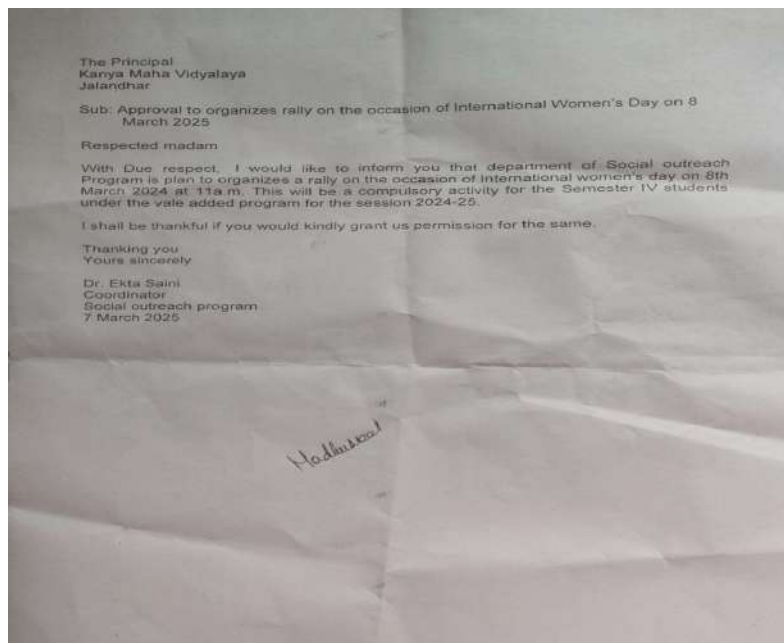 The Principal
Kanya Maha Vidyalaya
Jalandhar
Sub: Approval to organizes rally on the occasion of International Women's Day on 8
March 2025
Respected madam
With Due respect, I would like to inform you that department of Social outreach
Program is plan to organizes a rally on the occasion of International women's day on 8th
March 2024 at 11a.m. This will be a compulsory activity for the Semester IV students
under the vale added program for the session 2024-25.
I shall be thankful if you would kindly grant us permission for the same.
Thanking you
Yours sincerely
Dr. Ekta Saini
Coordinator
Social outreach program
7 March 2025